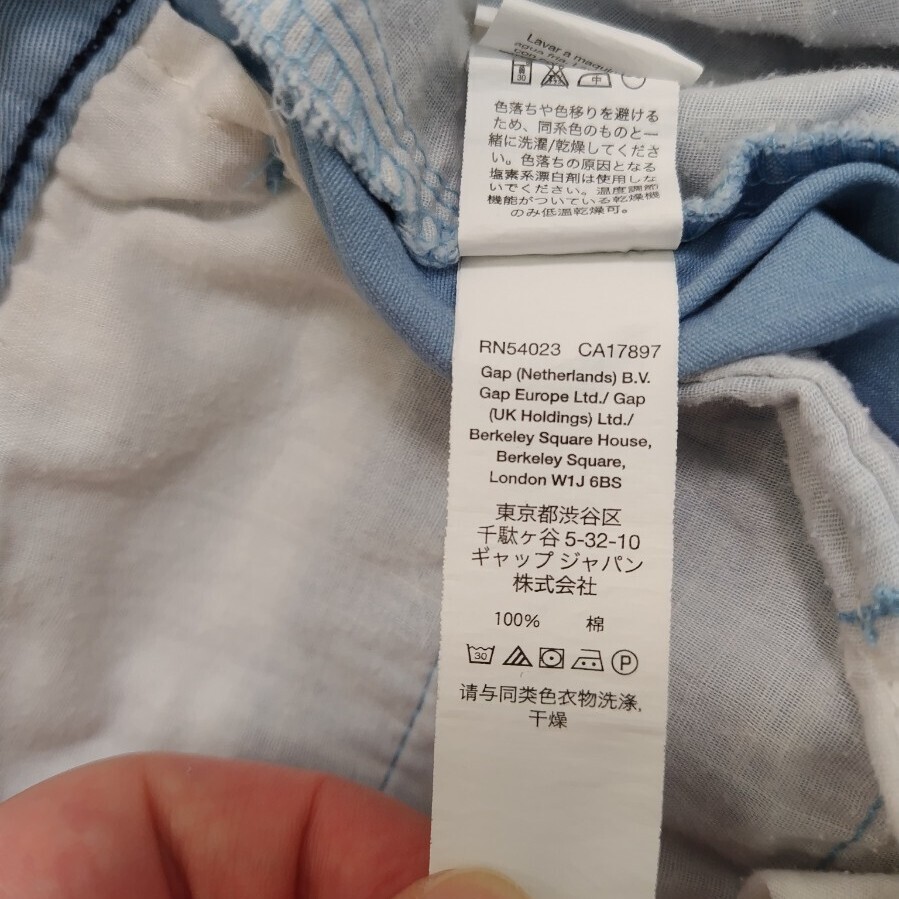 Lavar a maqui
agua fría
30 中
色落ちや色移りを避ける
ため、同系色のものと一
緒に洗濯/乾燥してくださ
い。色落ちの原因となる
塩素系漂白剤は使用しな
いでください。温度調節
機能がついている乾燥機
のみ低温乾燥可。
RN54023 CA17897
Gap (Netherlands) B.V.
Gap Europe Ltd./ Gap
(UK Holdings) Ltd./
Berkeley Square House,
Berkeley Square,
London W1J 6BS
東京都渋谷区
千駄ヶ谷 5-32-10
ギャップ ジャパン
株式会社
100% 棉
30 P
请与同类色衣物洗涤,
干燥